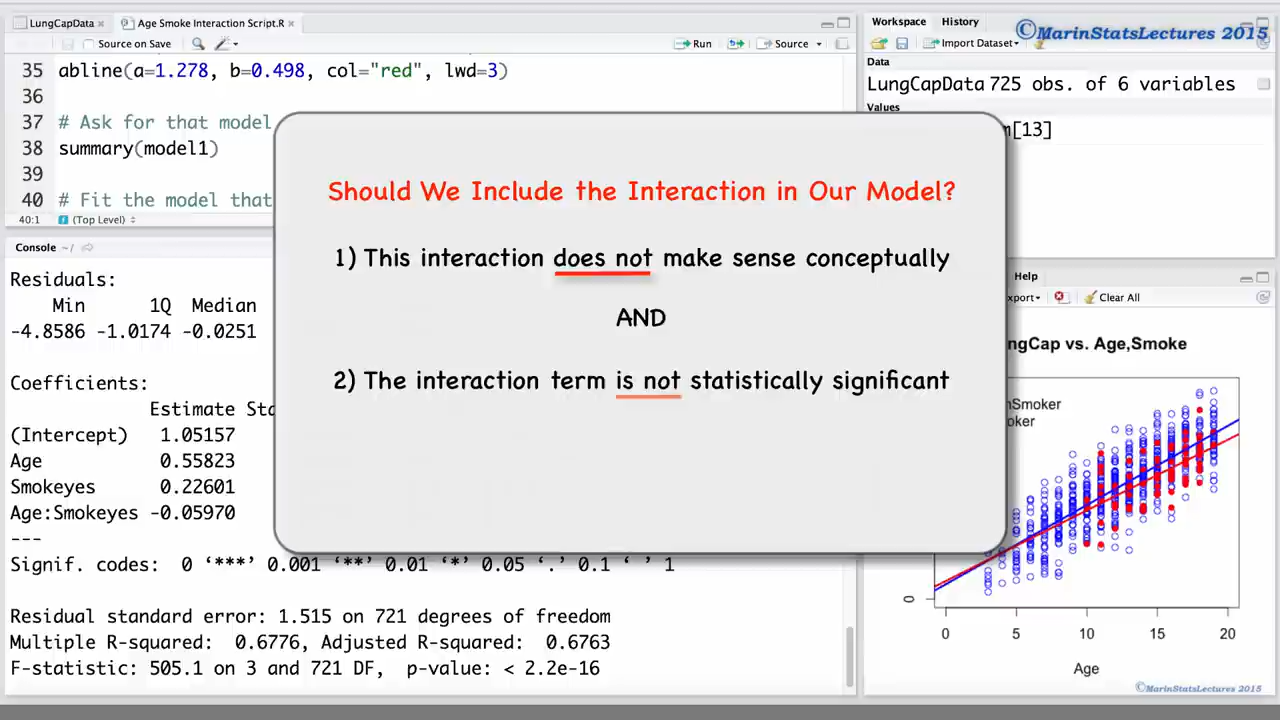 LungCapData
Age Smoke Interaction Script.R
Source on Save
Run
Source
35 abline(a=1.278, b=0.498, col="red", lwd=3)
36
37 # Ask for that model
38 summary(model1)
39
40 # Fit the model that
40:1 (Top Level)
Console ~/
Residuals:
Min 1Q Median
-4.8586 -1.0174 -0.0251
Coefficients:
Estimate
(Intercept) 1.05157
Age 0.55823
Smokeyes 0.22601
Age:Smokeyes -0.05970
---
Signif. codes: 0 ‘***’ 0.001 ‘**’ 0.01 ‘*’ 0.05 ‘.’ 0.1 ‘ ’ 1
Residual standard error: 1.515 on 721 degrees of freedom
Multiple R-squared: 0.6776, Adjusted R-squared: 0.6763
F-statistic: 505.1 on 3 and 721 DF, p-value: < 2.2e-16
Should We Include the Interaction in Our Model?
1) This interaction does not make sense conceptually
AND
2) The interaction term is not statistically significant
Workspace History
©MarinStatsLectures 2015
Import Dataset
Data
LungCapData 725 obs. of 6 variables
Values
[13]
Help
Clear All
vs. Age,Smoke
0
0 5 10 15 20
Age
©MarinStatsLectures 2015